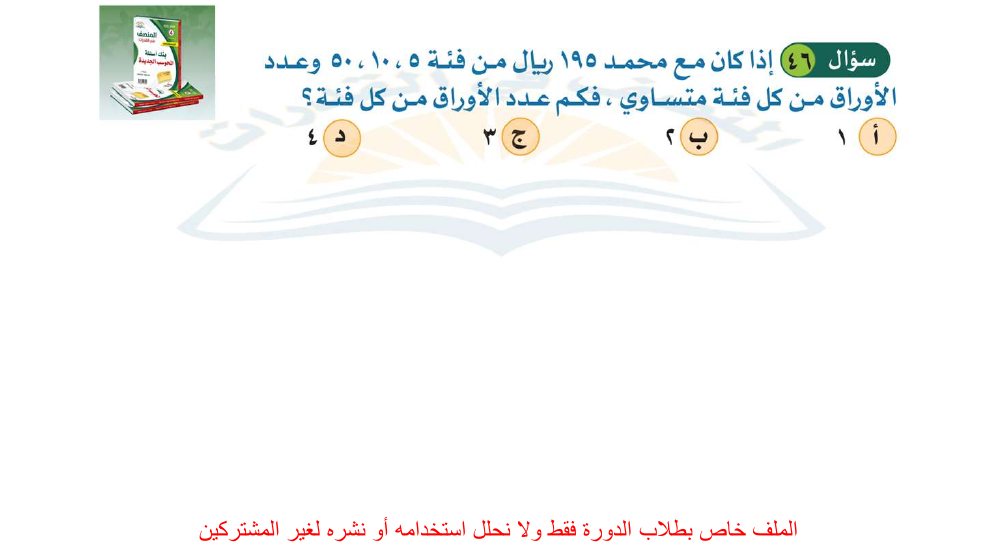 المنصف
بنك أسئلة
المحوسب الجديدة
سؤال ٤٦ إذا كان مع محمد ١٩٥ ريال من فئة ٥ ، ١٠ ، ٥٠ وعدد
الأوراق من كل فئة متساوي ، فكم عدد الأوراق من كل فئة ؟
أ ١ ب ٢ ج ٣ د ٤
الملف خاص بطلاب الدورة فقط ولا نحلل استخدامه أو نشره لغير المشتركين